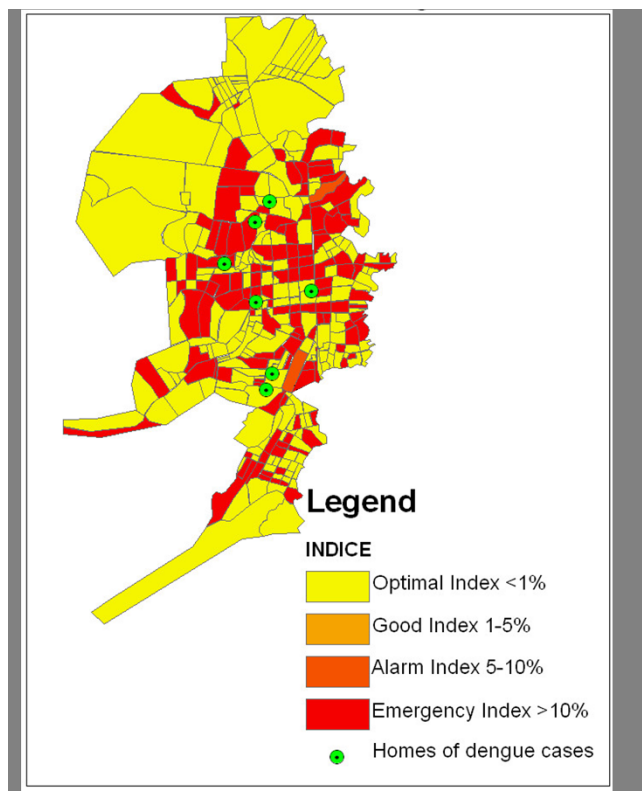 Legend
INDICE
Optimal Index <1%
Good Index 1-5%
Alarm Index 5-10%
Emergency Index >10%
Homes of dengue cases